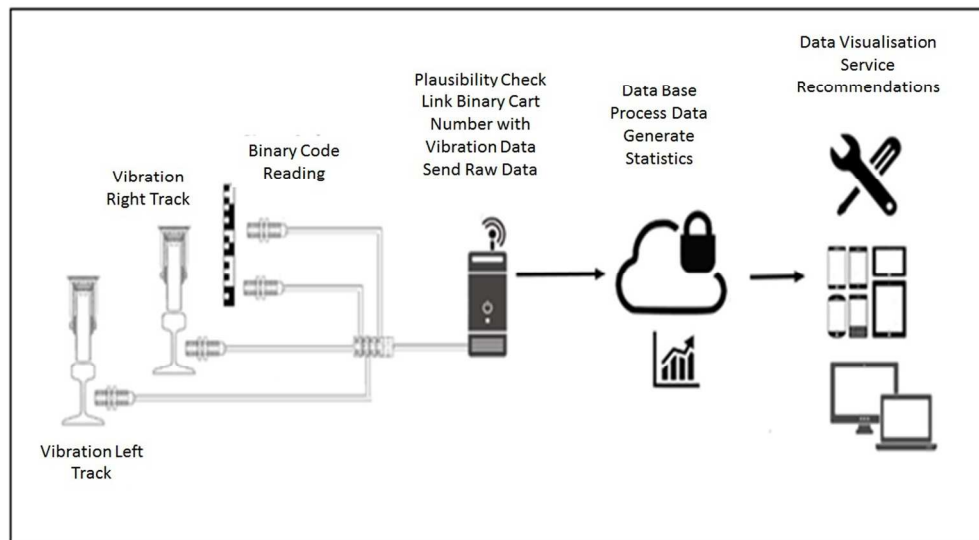 Vibration
Right Track
Binary Code
Reading
Vibration Left
Track
Plausibility Check
Link Binary Cart
Number with
Vibration Data
Send Raw Data
Data Base
Process Data
Generate
Statistics
Data Visualisation
Service
Recommendations